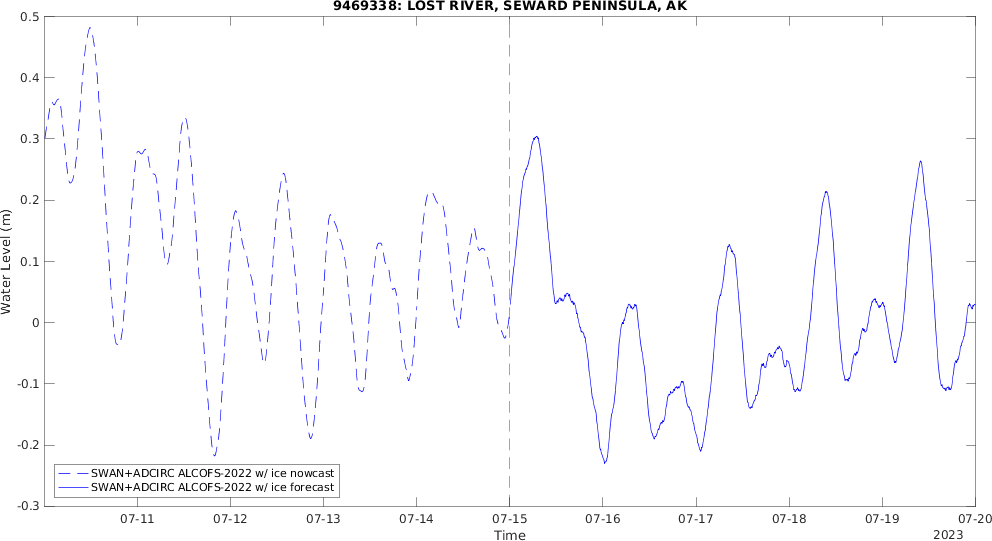 9469338: LOST RIVER, SEWARD PENINSULA, AK
Water Level (m)
0.5
0.4
0.3
0.2
0.1
0
-0.1
-0.2
-0.3
SWAN+ADCIRC ALCOFS-2022 w/ ice nowcast
SWAN+ADCIRC ALCOFS-2022 w/ ice forecast
07-11 07-12 07-13 07-14 07-15 07-16 07-17 07-18 07-19 07-20
Time
2023